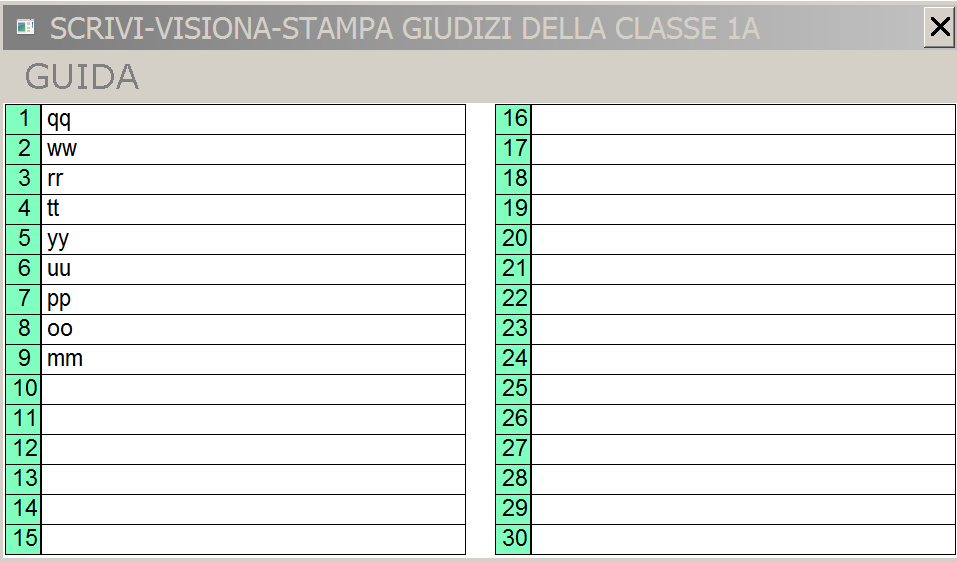 SCRIVI-VISIONA-STAMPA GIUDIZI DELLA CLASSE 1A
GUIDA
1 qq
2 ww
3 rr
4 tt
5 yy
6 uu
7 pp
8 oo
9 mm
10
11
12
13
14
15
16
17
18
19
20
21
22
23
24
25
26
27
28
29
30